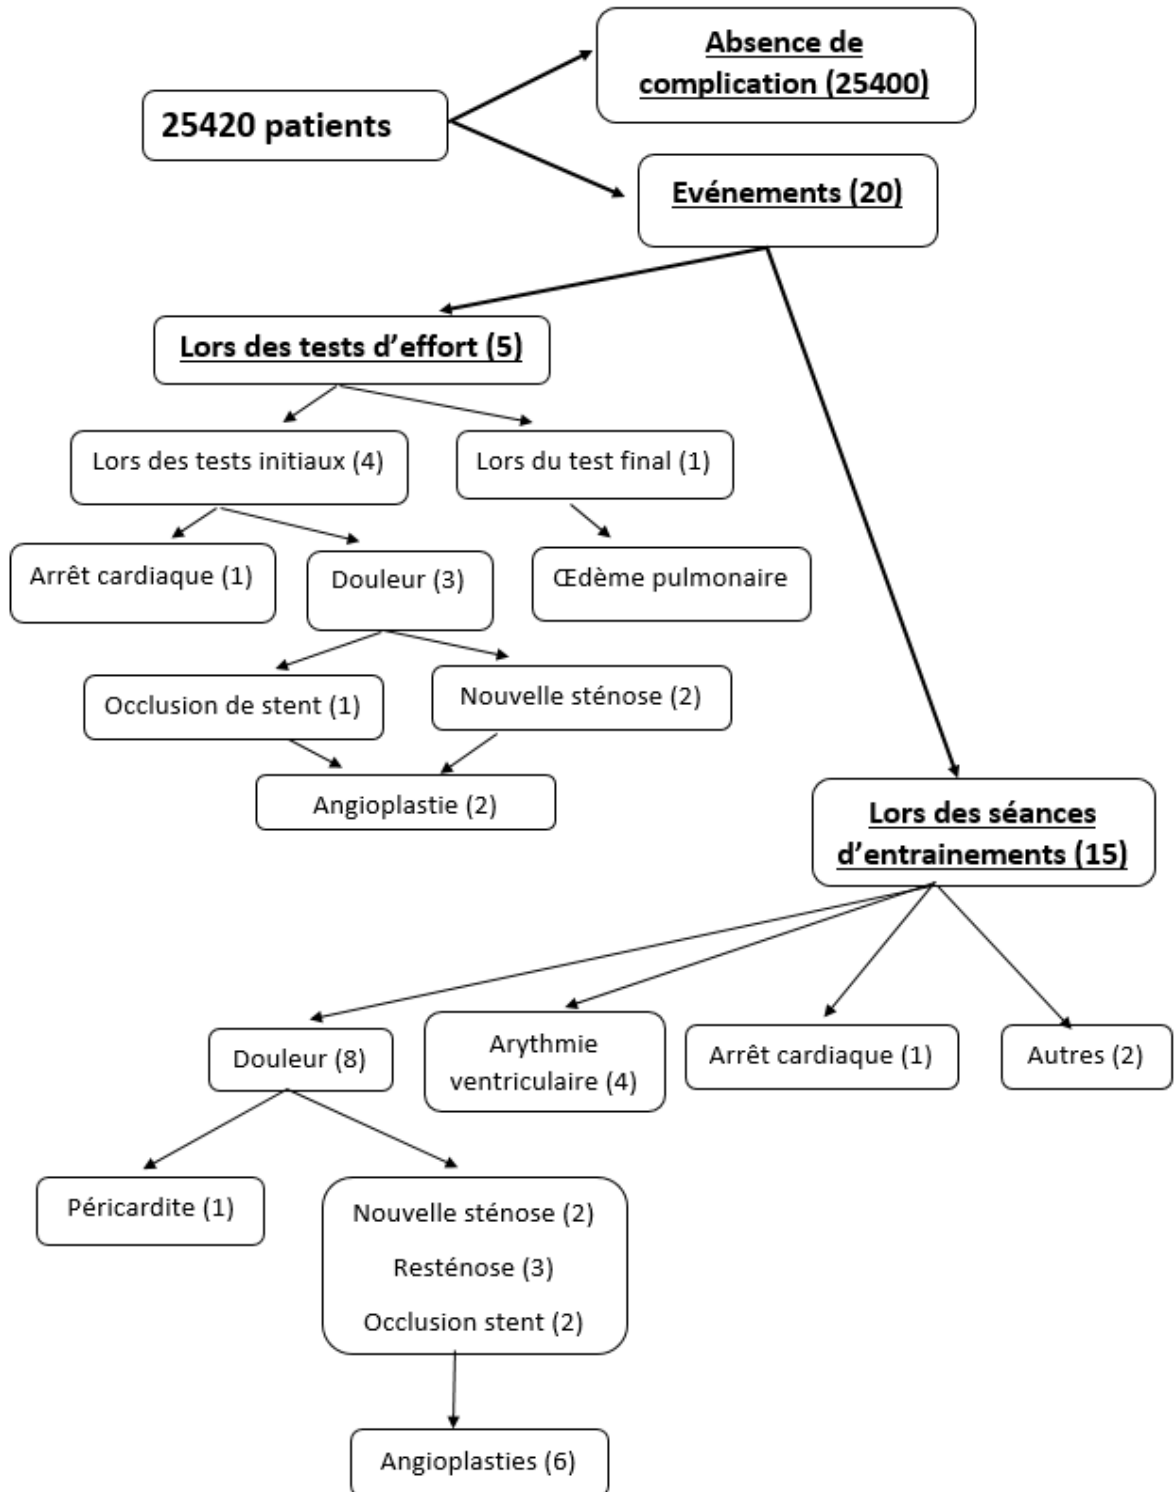 Absence de
complication (25400)
25420 patients
Evénements (20)
Lors des tests d’effort (5)
Lors des tests initiaux (4)
Lors du test final (1)
Arrêt cardiaque (1)
Douleur (3)
Œdème pulmonaire
Occlusion de stent (1)
Nouvelle sténose (2)
Angioplastie (2)
Lors des séances
d’entrainements (15)
Douleur (8)
Arythmie
ventriculaire (4)
Arrêt cardiaque (1)
Autres (2)
Péricardite (1)
Nouvelle sténose (2)
Resténose (3)
Occlusion stent (2)
Angioplasties (6)